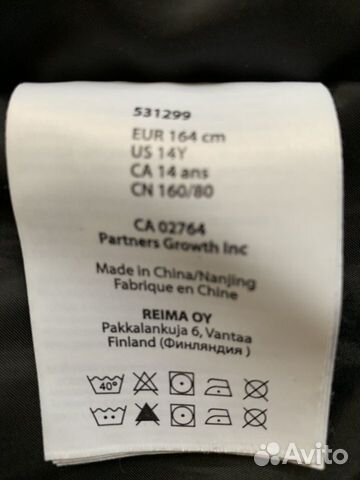 531299
EUR 164 cm
US 14Y
CA 14 ans
CN 160/80
CA 02764
Partners Growth Inc
Made in China/Nanjing
Fabrique en Chine
REIMA OY
Pakkalankuja 6, Vantaa
Finland (Финляндия )
40°
Avito